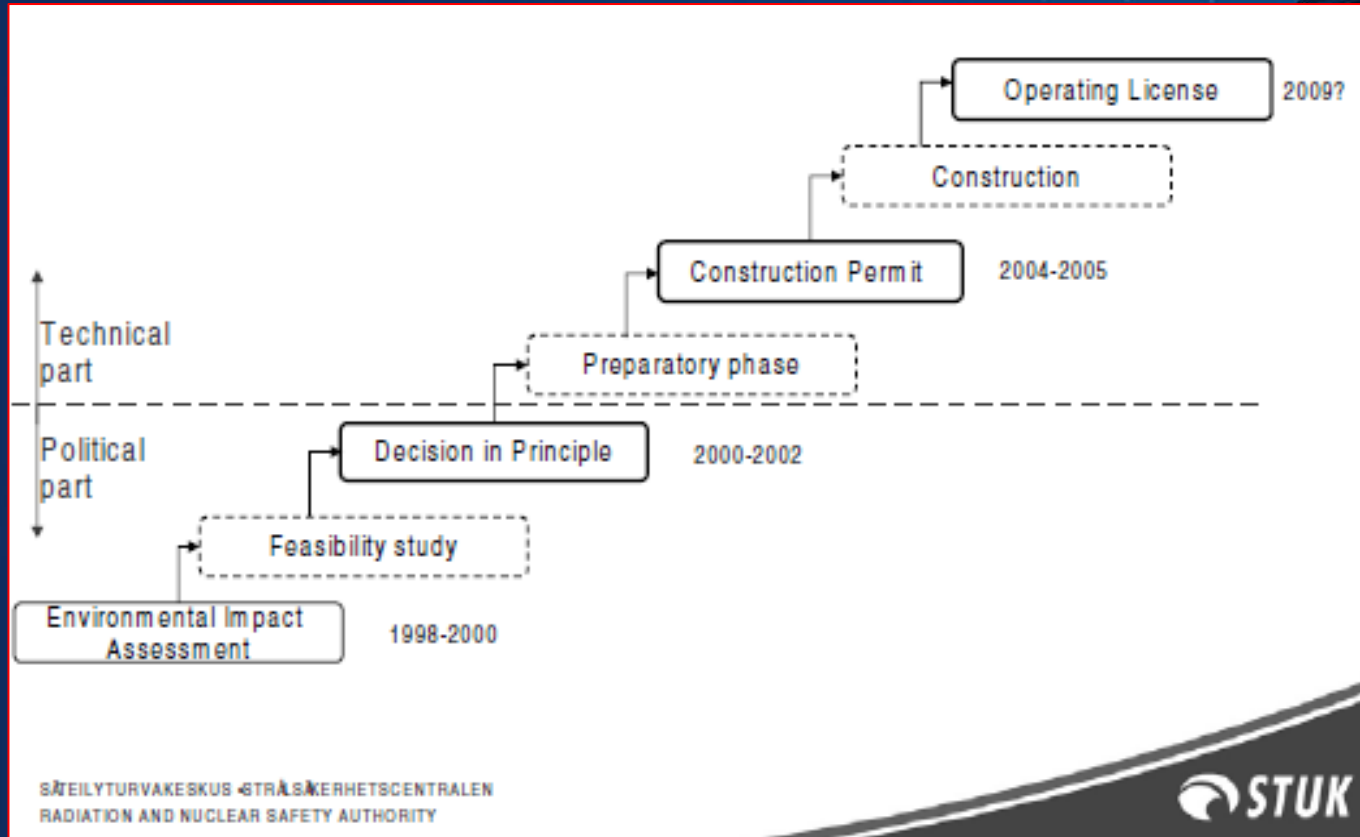 Operating License 2009?
Construction
Construction Permit 2004-2005
Technical
part
Preparatory phase
Political
part
Decision in Principle 2000-2002
Feasibility study
Environmental Impact
Assessment
1998-2000
SÄTEILYTURVAKESKUS •STRÅLSÄKERHETSCENTRALEN
RADIATION AND NUCLEAR SAFETY AUTHORITY
STUK